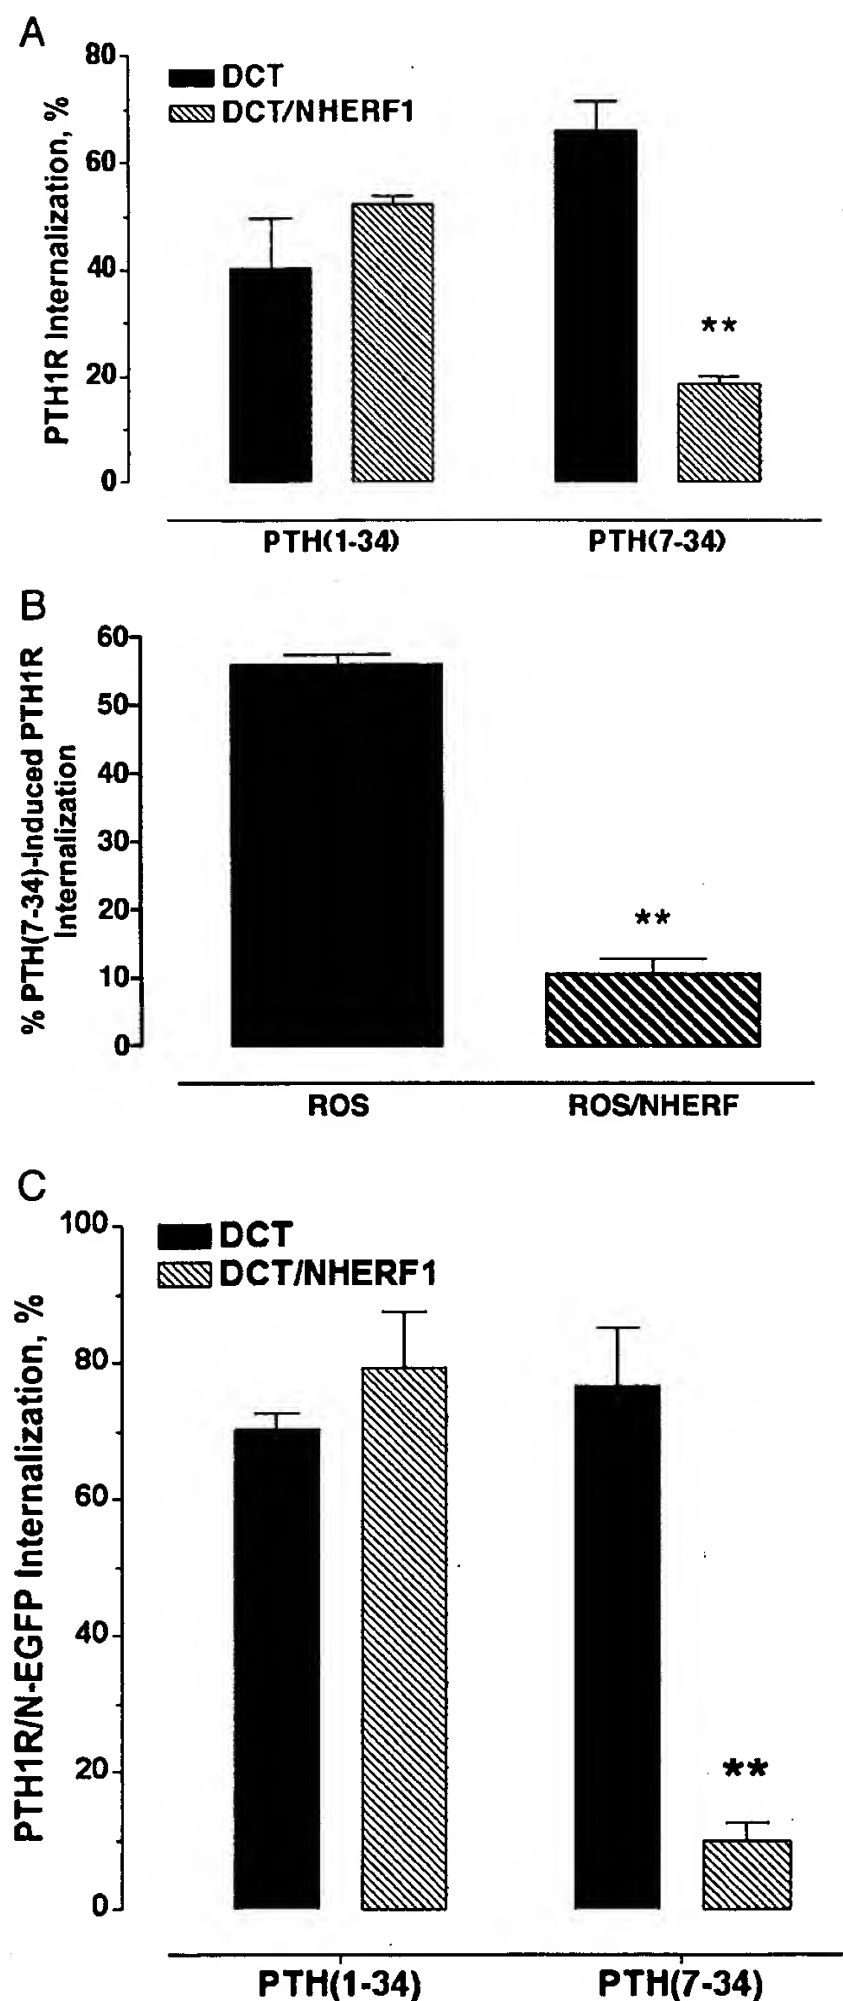 A
PTH1R Internalization, %
80
60
40
20
0
DCT
DCT/NHERF1
**
PTH(1-34)
PTH(7-34)
B
% PTH(7-34)-Induced PTH1R
Internalization
60
50
40
30
20
10
0
**
ROS
ROS/NHERF
C
PTH1R/N-EGFP Internalization, %
100
80
60
40
20
0
DCT
DCT/NHERF1
**
PTH(1-34)
PTH(7-34)